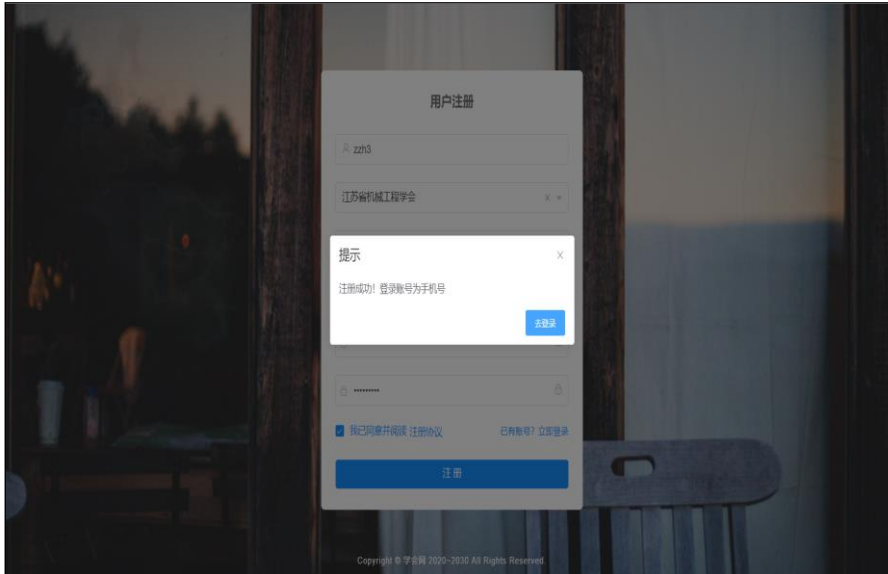 用户注册
zzh3
江苏省机械工程学会
提示
X
注册成功！登录账号为手机号
去登录
•••••••••
我已同意并阅读 注册协议
已有账号？立即登录
注册
Copyright © 学会网 2020-2030 All Rights Reserved.